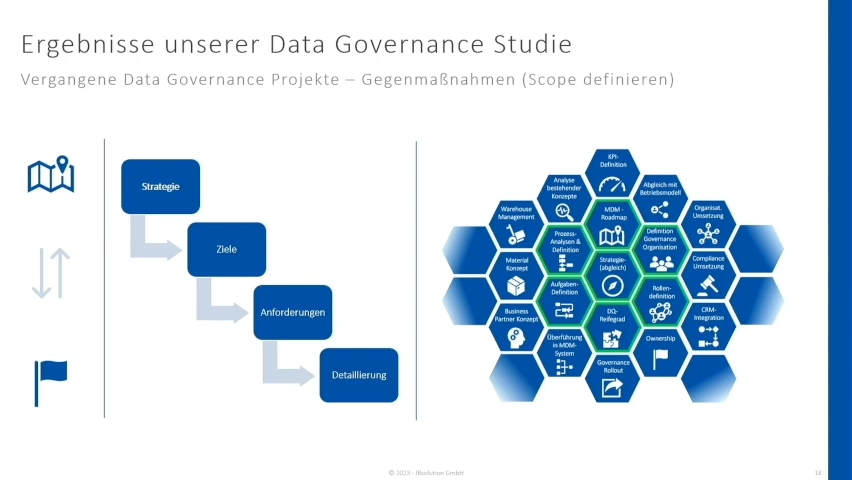 Ergebnisse unserer Data Governance Studie
Vergangene Data Governance Projekte – Gegenmaßnahmen (Scope definieren)
Strategie
Ziele
Anforderungen
Detaillierung
KPI-
Definition
Analyse
bestehender
Konzepte
Abgleich mit
Betriebsmodell
Warehouse
Management
MDM -
Roadmap
Organisat.
Umsetzung
Prozess-
Analysen &
Definition
Definition
Governance
Organisation
Material
Konzept
Strategie-
(abgleich)
Compliance
Umsetzung
Aufgaben-
Definition
Rollen-
definition
Business
Partner Konzept
DQ-
Reifegrad
CRM-
Integration
Überführung
in MDM-
System
Ownership
Governance
Rollout
© 2023 - IBsolution GmbH
18